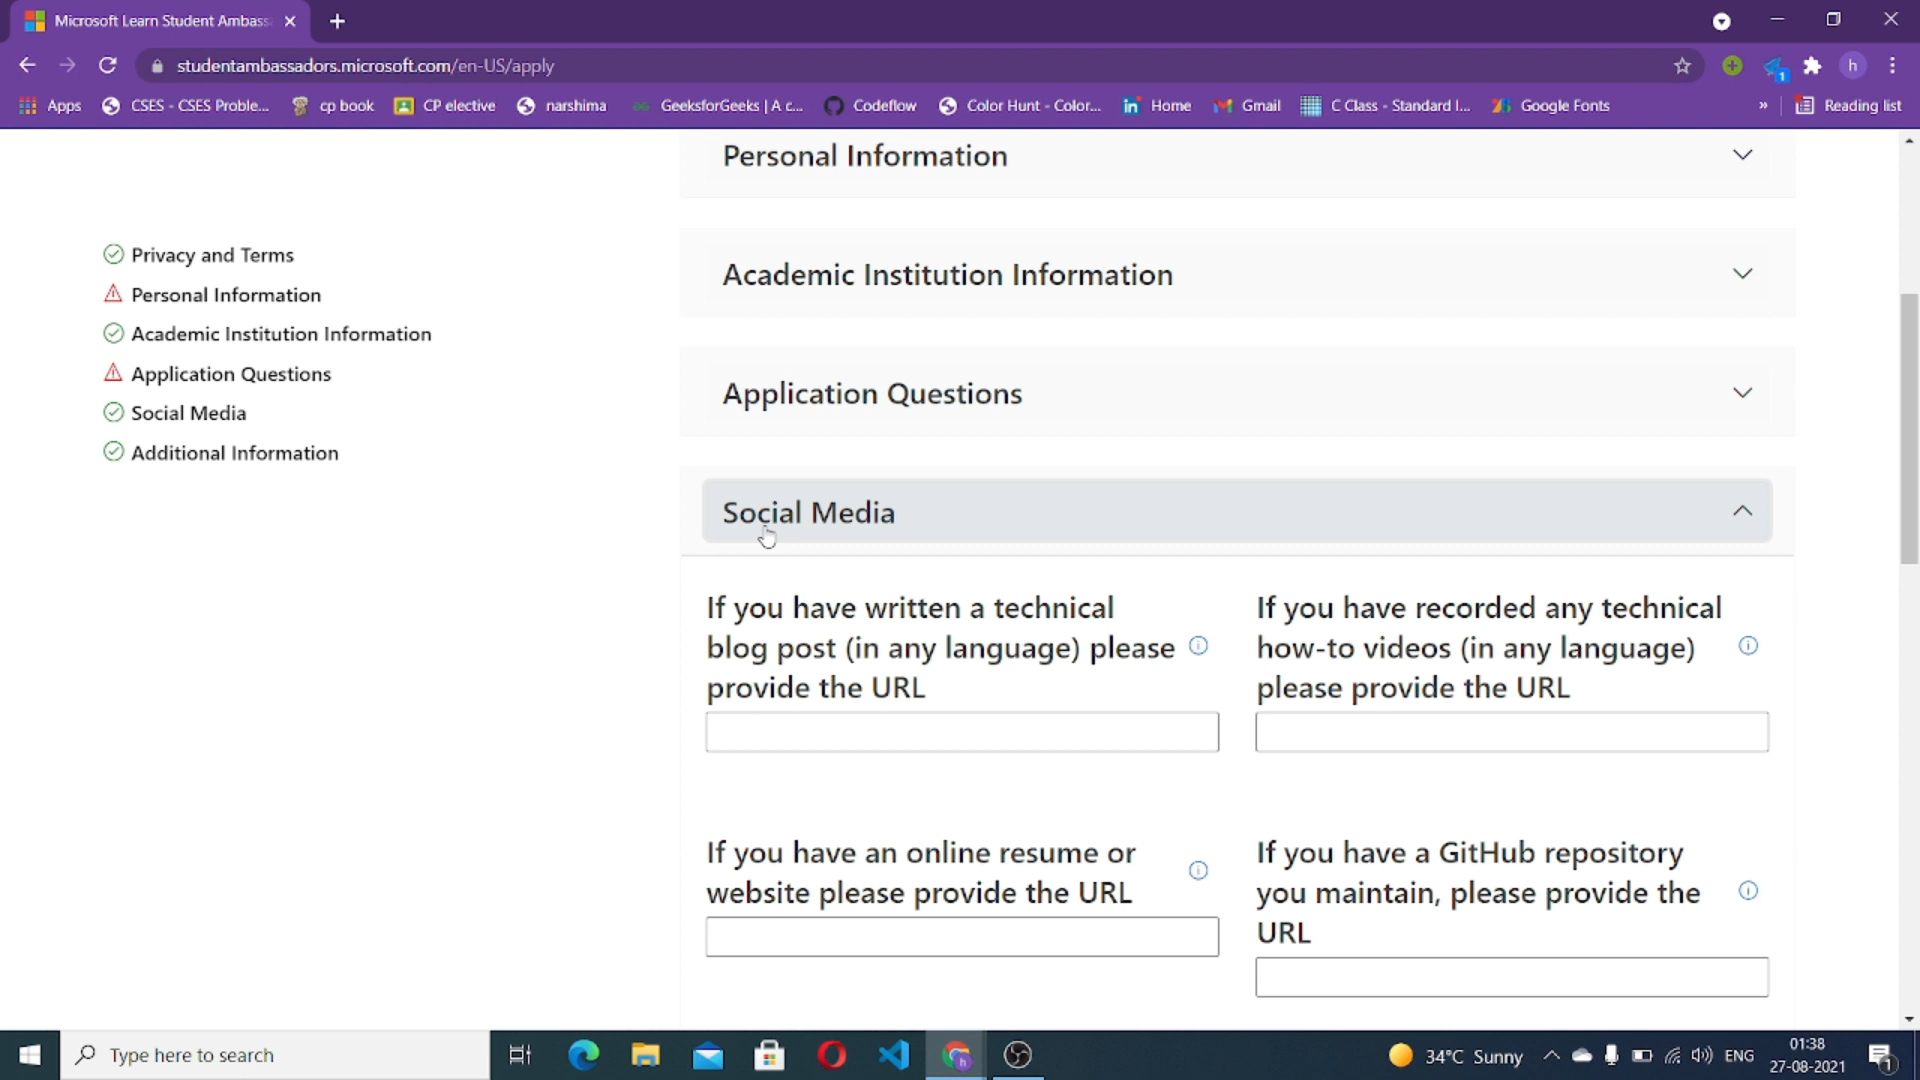 Microsoft Learn Student Ambass
studentambassadors.microsoft.com/en-US/apply
h
1
Apps
CSES - CSES Proble...
cp book
CP elective
narshima
GeeksforGeeks | A c...
Codeflow
Color Hunt - Color...
Home
Gmail
C Class - Standard I...
Google Fonts
»
Reading list
Privacy and Terms
Personal Information
Academic Institution Information
Application Questions
Social Media
Additional Information
Personal Information
Academic Institution Information
Application Questions
Social Media
If you have written a technical
blog post (in any language) please
provide the URL
If you have recorded any technical
how-to videos (in any language)
please provide the URL
If you have an online resume or
website please provide the URL
If you have a GitHub repository
you maintain, please provide the
URL
Type here to search
34°C Sunny
ENG
01:38
27-08-2021
1